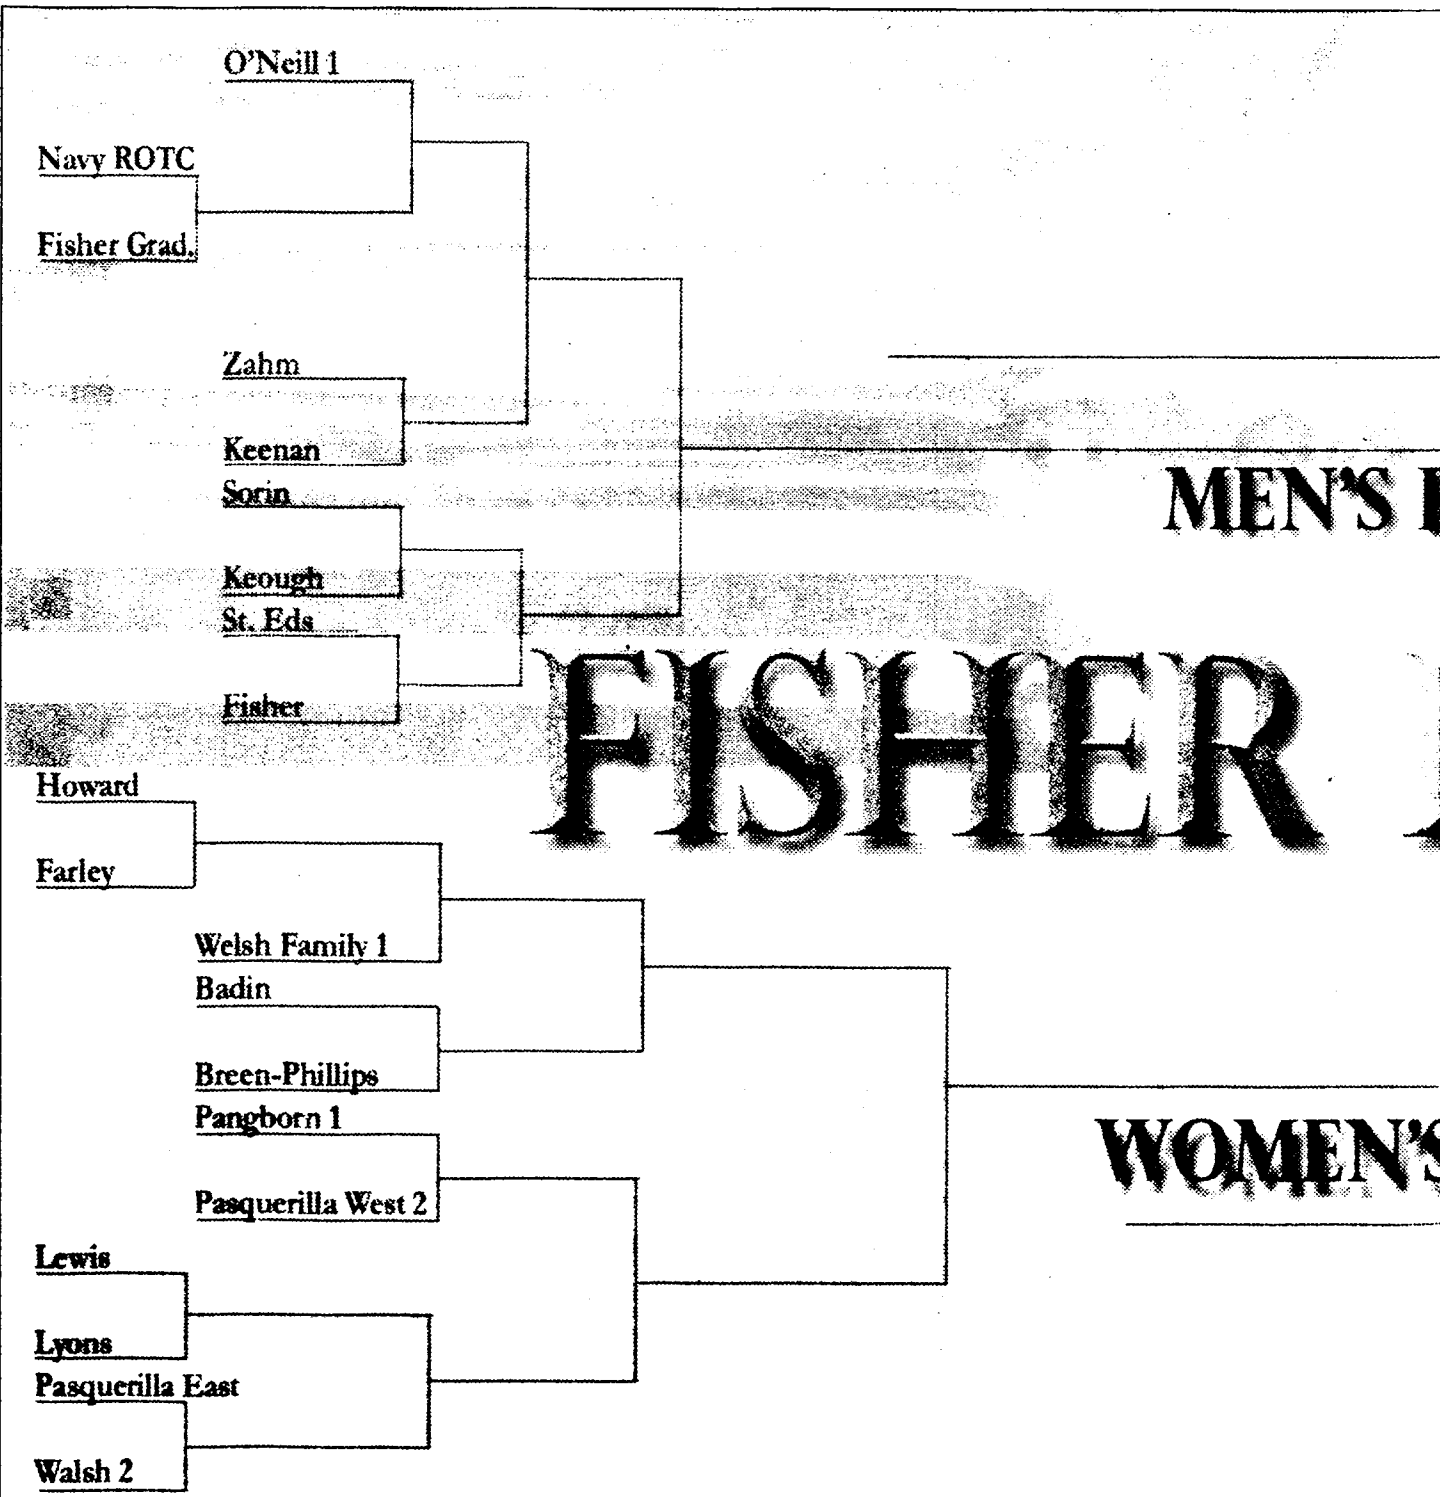 O'Neill 1
Navy ROTC
Fisher Grad.
Zahm
Keenan
Sorin
MEN'S
Keough
St. Eds
FISHER
Fisher
Howard
Farley
Welsh Family 1
Badin
Breen-Phillips
Pangborn 1
WOMEN'S
Pasquerilla West 2
Lewis
Lyons
Pasquerilla East
Walsh 2